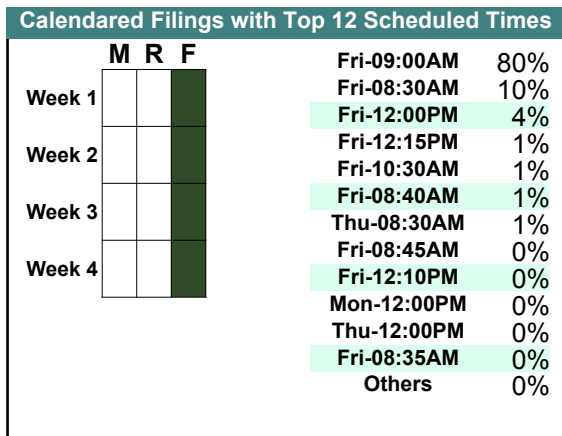 Calendared Filings with Top 12 Scheduled Times
M R F
Week 1
Week 2
Week 3
Week 4
Fri-09:00AM 80%
Fri-08:30AM 10%
Fri-12:00PM 4%
Fri-12:15PM 1%
Fri-10:30AM 1%
Fri-08:40AM 1%
Thu-08:30AM 1%
Fri-08:45AM 0%
Fri-12:10PM 0%
Mon-12:00PM 0%
Thu-12:00PM 0%
Fri-08:35AM 0%
Others 0%